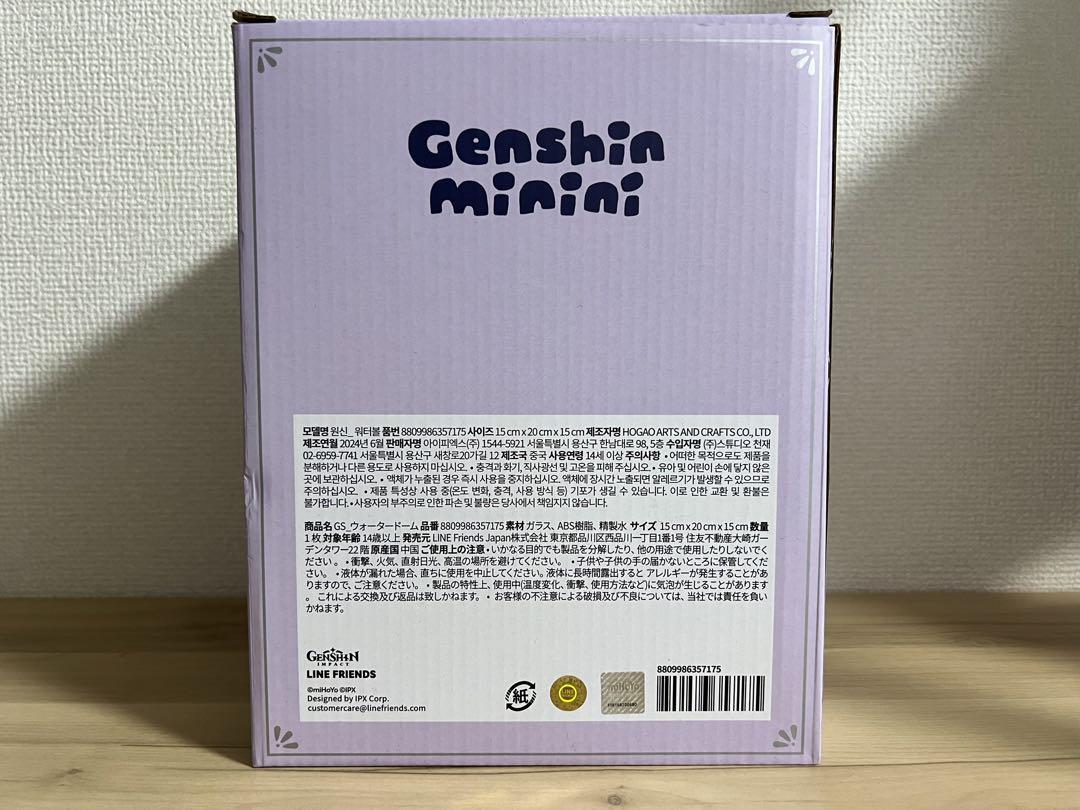 Genshin
minini
모델명 원신_ 워터볼 품번 8809986357175 사이즈 15 cm x 20 cm x 15 cm 제조자명 HOGAO ARTS AND CRAFTS CO., LTD
제조연월 2024년 6월 판매자명 아이피엑스(주) 1544-5921 서울특별시 용산구 한남대로 98, 5층 수입자명 (주)스튜디오 천재
02-6959-7741 서울특별시 용산구 새창로20가길 12 제조국 중국 사용연령 14세 이상 주의사항 • 어떠한 목적으로도 제품을
분해하거나 다른 용도로 사용하지 마십시오. • 충격과 화기, 직사광선 및 고온을 피해 주십시오. • 유아 및 어린이 손에 닿지 않은
곳에 보관하십시오. • 액체가 누출된 경우 즉시 사용을 중지하십시오. 액체에 장시간 노출되면 알레르기가 발생할 수 있으므로
주의하십시오. • 제품 특성상 사용 중(온도 변화, 충격, 사용 방식 등) 기포가 생길 수 있습니다. 이로 인한 교환 및 환불은
불가합니다. • 사용자의 부주의로 인한 파손 및 불량은 당사에서 책임지지 않습니다.
商品名 GS_ウォータードーム 品番 8809986357175 素材 ガラス、ABS樹脂、精製水 サイズ 15 cm x 20 cm x 15 cm 数量
1 枚 対象年齢 14歳以上 発売元 LINE Friends Japan株式会社 東京都品川区西品川一丁目1番1号 住友不動産大崎ガー
デンタワー22 階 原産国 中国 ご使用上の注意 • いかなる目的でも製品を分解したり、他の用途で使用したりしないでく
ださい 。 • 衝撃、火気、直射日光、高温の場所を避けてください。 • 子供や子供の手の届かないところに保管してくださ
い。 • 液体が漏れた場合、直ちに使用を中止してください。液体に長時間露出すると アレルギーが発生することがあ
りますので、ご注意ください。 • 製品の特性上、使用中(温度変化、衝撃、使用方法など)に気泡が生じることがあります
。 これによる交換及び返品は致しかねます。 • お客様の不注意による破損及び不良については、当社では責任を負い
かねます。
GENSHIN
IMPACT
LINE FRIENDS
©miHoYo ©IPX
Designed by IPX Corp.
customercare@linefriends.com
紙
LINE
miHoYo
8809986357175